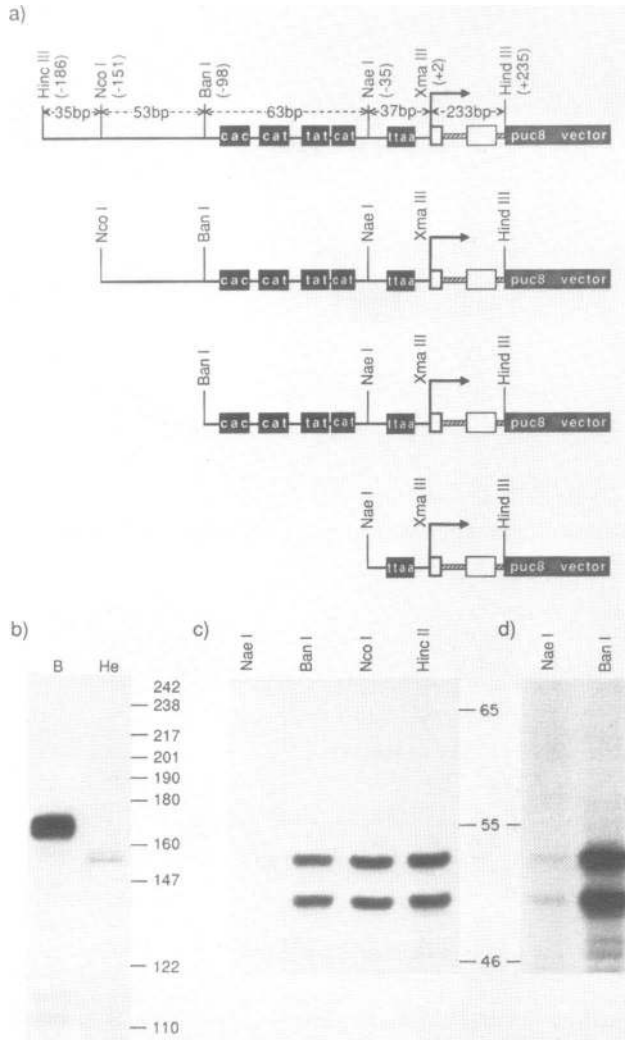 a)
Hinc III
(-186)
Nco I
(-151)
Ban I
(-98)
Nae I
(-35)
Xma III
(+2)
Hind III
(+235)
35bp 53bp 63bp 37bp 233bp
cac cat tat cat ttaa puc8 vector
Nco I Ban I Nae I Xma III Hind III
cac cat tat cat ttaa puc8 vector
Ban I Nae I Xma III Hind III
cac cat tat cat ttaa puc8 vector
Nae I Xma III Hind III
ttaa puc8 vector
b)
B He
242
238
217
201
190
180
160
147
122
110
c)
Nae I Ban I Nco I Hinc II
65
55
46
d)
Nae I Ban I